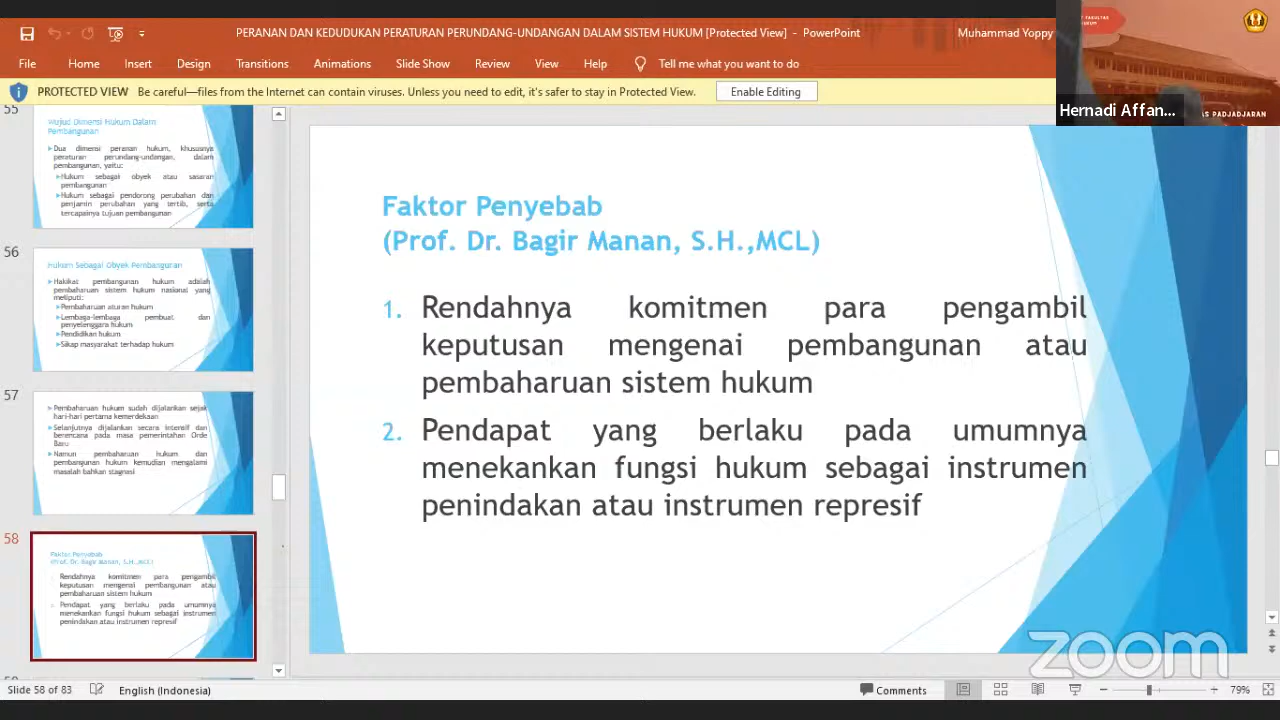 PERANAN DAN KEDUDUKAN PERATURAN PERUNDANG-UNDANGAN DALAM SISTEM HUKUM [Protected View] - PowerPoint
Muhammad Yoppy
File Home Insert Design Transitions Animations Slide Show Review View Help Tell me what you want to do
PROTECTED VIEW Be careful—files from the Internet can contain viruses. Unless you need to edit, it's safer to stay in Protected View. Enable Editing
Hernadi Affan...
S PADJADJARAN
55
Wujud Dimensi Hukum Dalam
Pembangunan
Dua dimensi peranan hukum, khususnya
peraturan perundang-undangan, dalam
pembangunan, yaitu:
Hukum sebagai obyek atau sasaran
pembangunan
Hukum sebagai pendorong perubahan dan
penjamin perubahan yang tertib, serta
tercapainya tujuan pembangunan
56
Hukum Sebagai Obyek Pembangunan
Hakikat pembangunan hukum adalah
pembaharuan sistem hukum nasional yang
meliputi:
Pembaharuan aturan hukum
Lembaga-lembaga pembuat dan
penyelenggara hukum
Pendidikan hukum
Sikap masyarakat terhadap hukum
57
Pembaharuan hukum sudah dijalankan sejak
hari-hari pertama kemerdekaan
Selanjutnya dijalankan secara intensif dan
berencana pada masa pemerintahan Orde
Baru
Namun pembaharuan hukum dan
pembangunan hukum kemudian mengalami
masalah bahkan stagnasi
58
Faktor Penyebab
(Prof. Dr. Bagir Manan, S.H.,MCL)
Rendahnya komitmen para pengambil
keputusan mengenai pembangunan atau
pembaharuan sistem hukum
Pendapat yang berlaku pada umumnya
menekankan fungsi hukum sebagai instrumen
penindakan atau instrumen represif
Faktor Penyebab
(Prof. Dr. Bagir Manan, S.H.,MCL)
1. Rendahnya komitmen para pengambil
keputusan mengenai pembangunan atau
pembaharuan sistem hukum
2. Pendapat yang berlaku pada umumnya
menekankan fungsi hukum sebagai instrumen
penindakan atau instrumen represif
zoom
Slide 58 of 83 English (Indonesia) Comments 79%